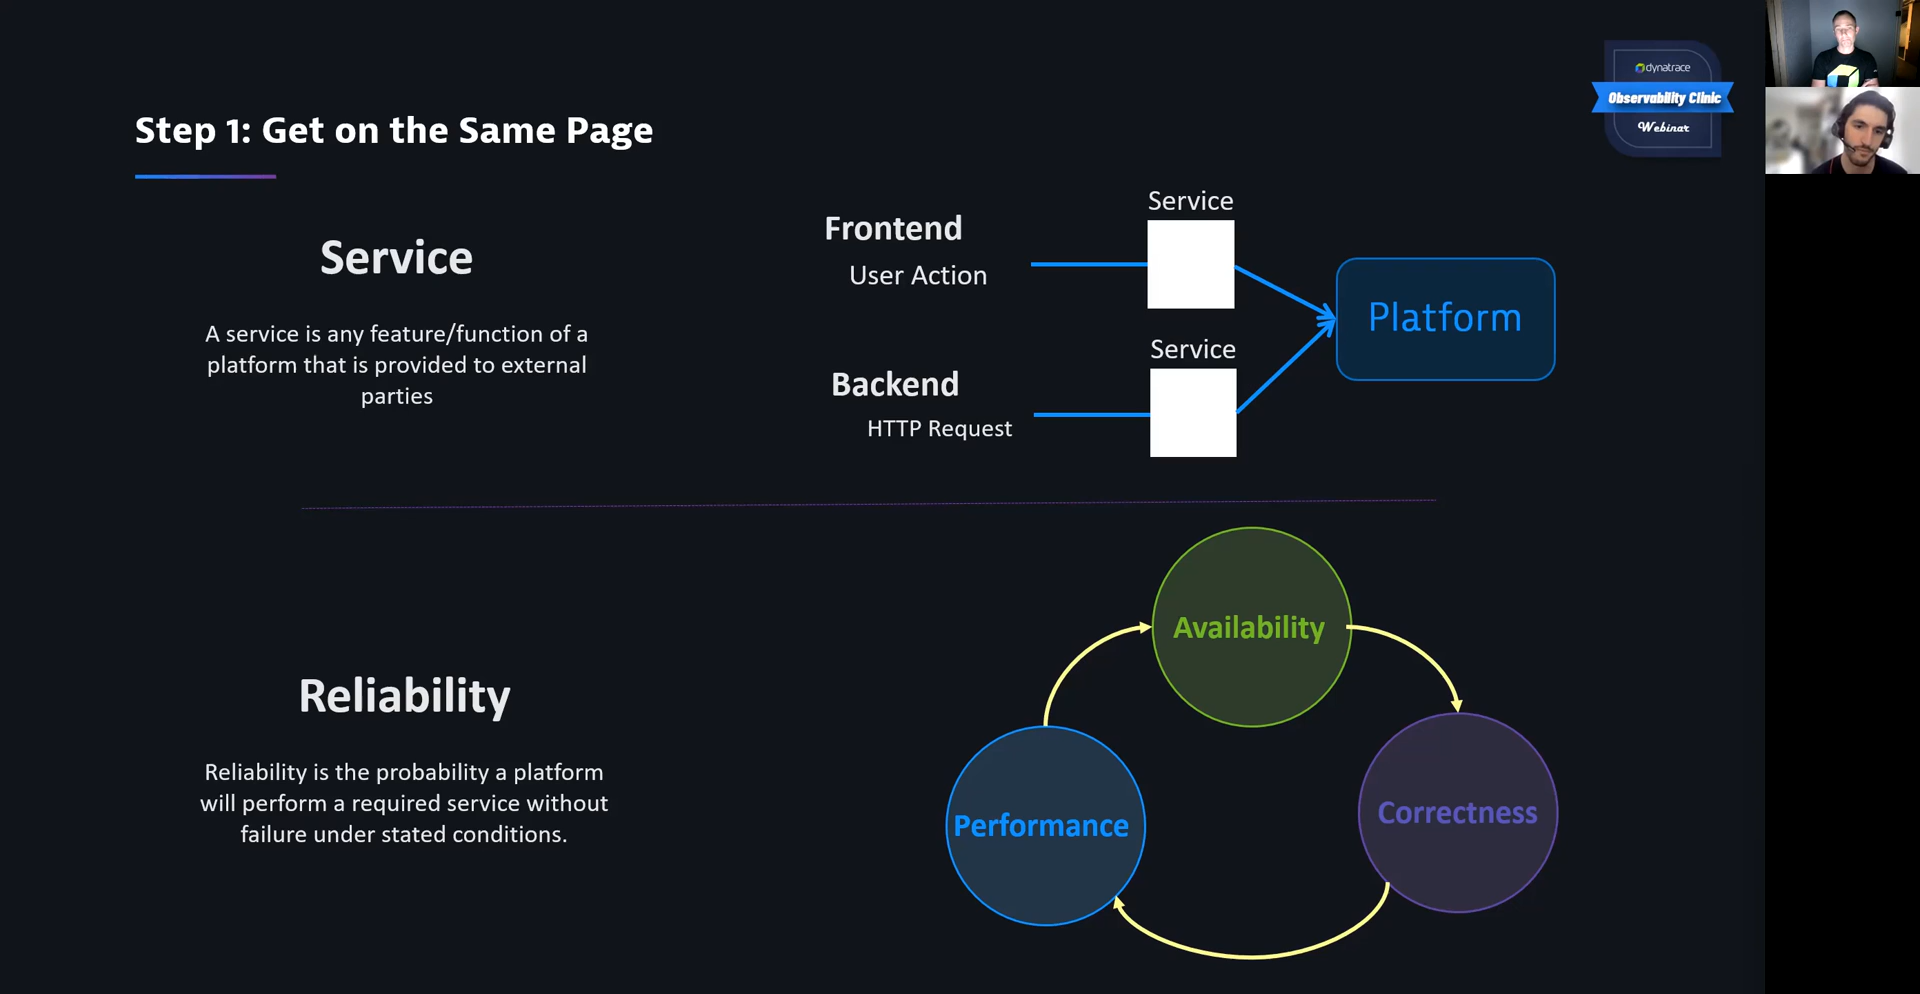 dynatrace
Observability Clinic
Webinar
Step 1: Get on the Same Page
Service
A service is any feature/function of a
platform that is provided to external
parties
Frontend
User Action
Service
Backend
HTTP Request
Service
Platform
Reliability
Reliability is the probability a platform
will perform a required service without
failure under stated conditions.
Availability
Correctness
Performance